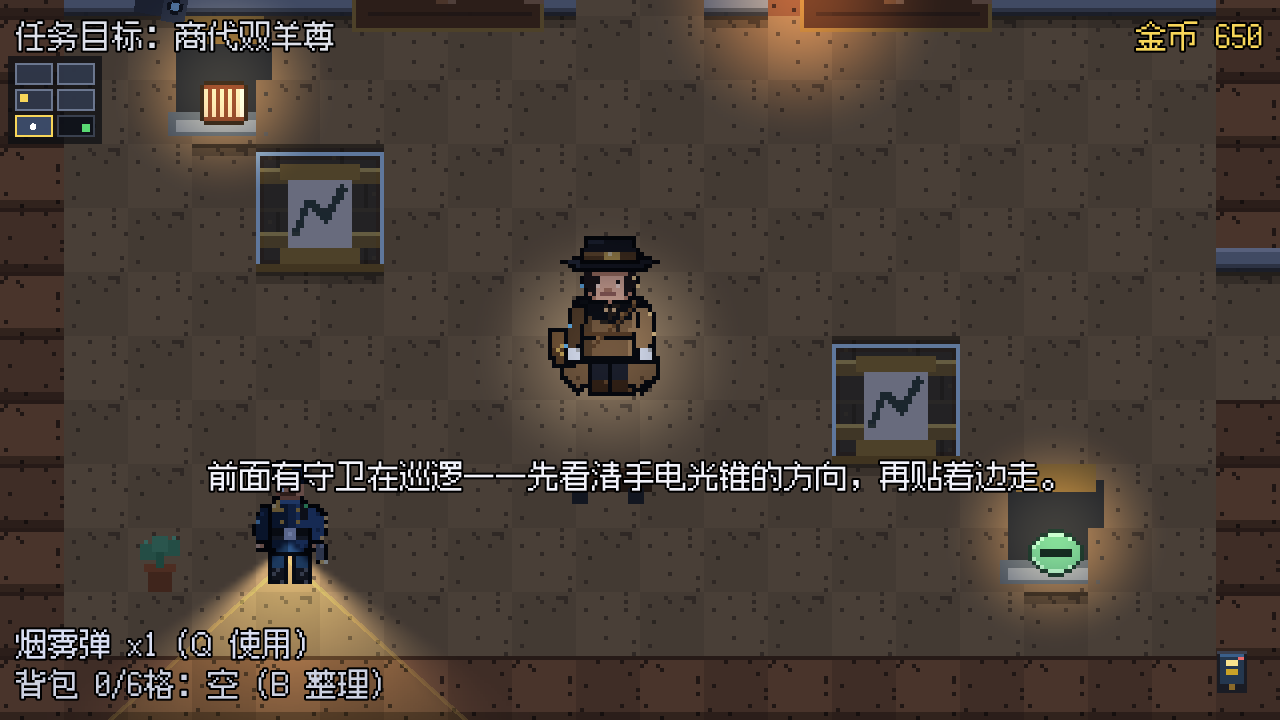 任务目标：商代双羊尊
金币 650
前面有守卫在巡逻——先看清手电光锥的方向，再贴着边走。
烟雾弹 x1 (Q 使用)
背包 0/6格：空 (B 整理)